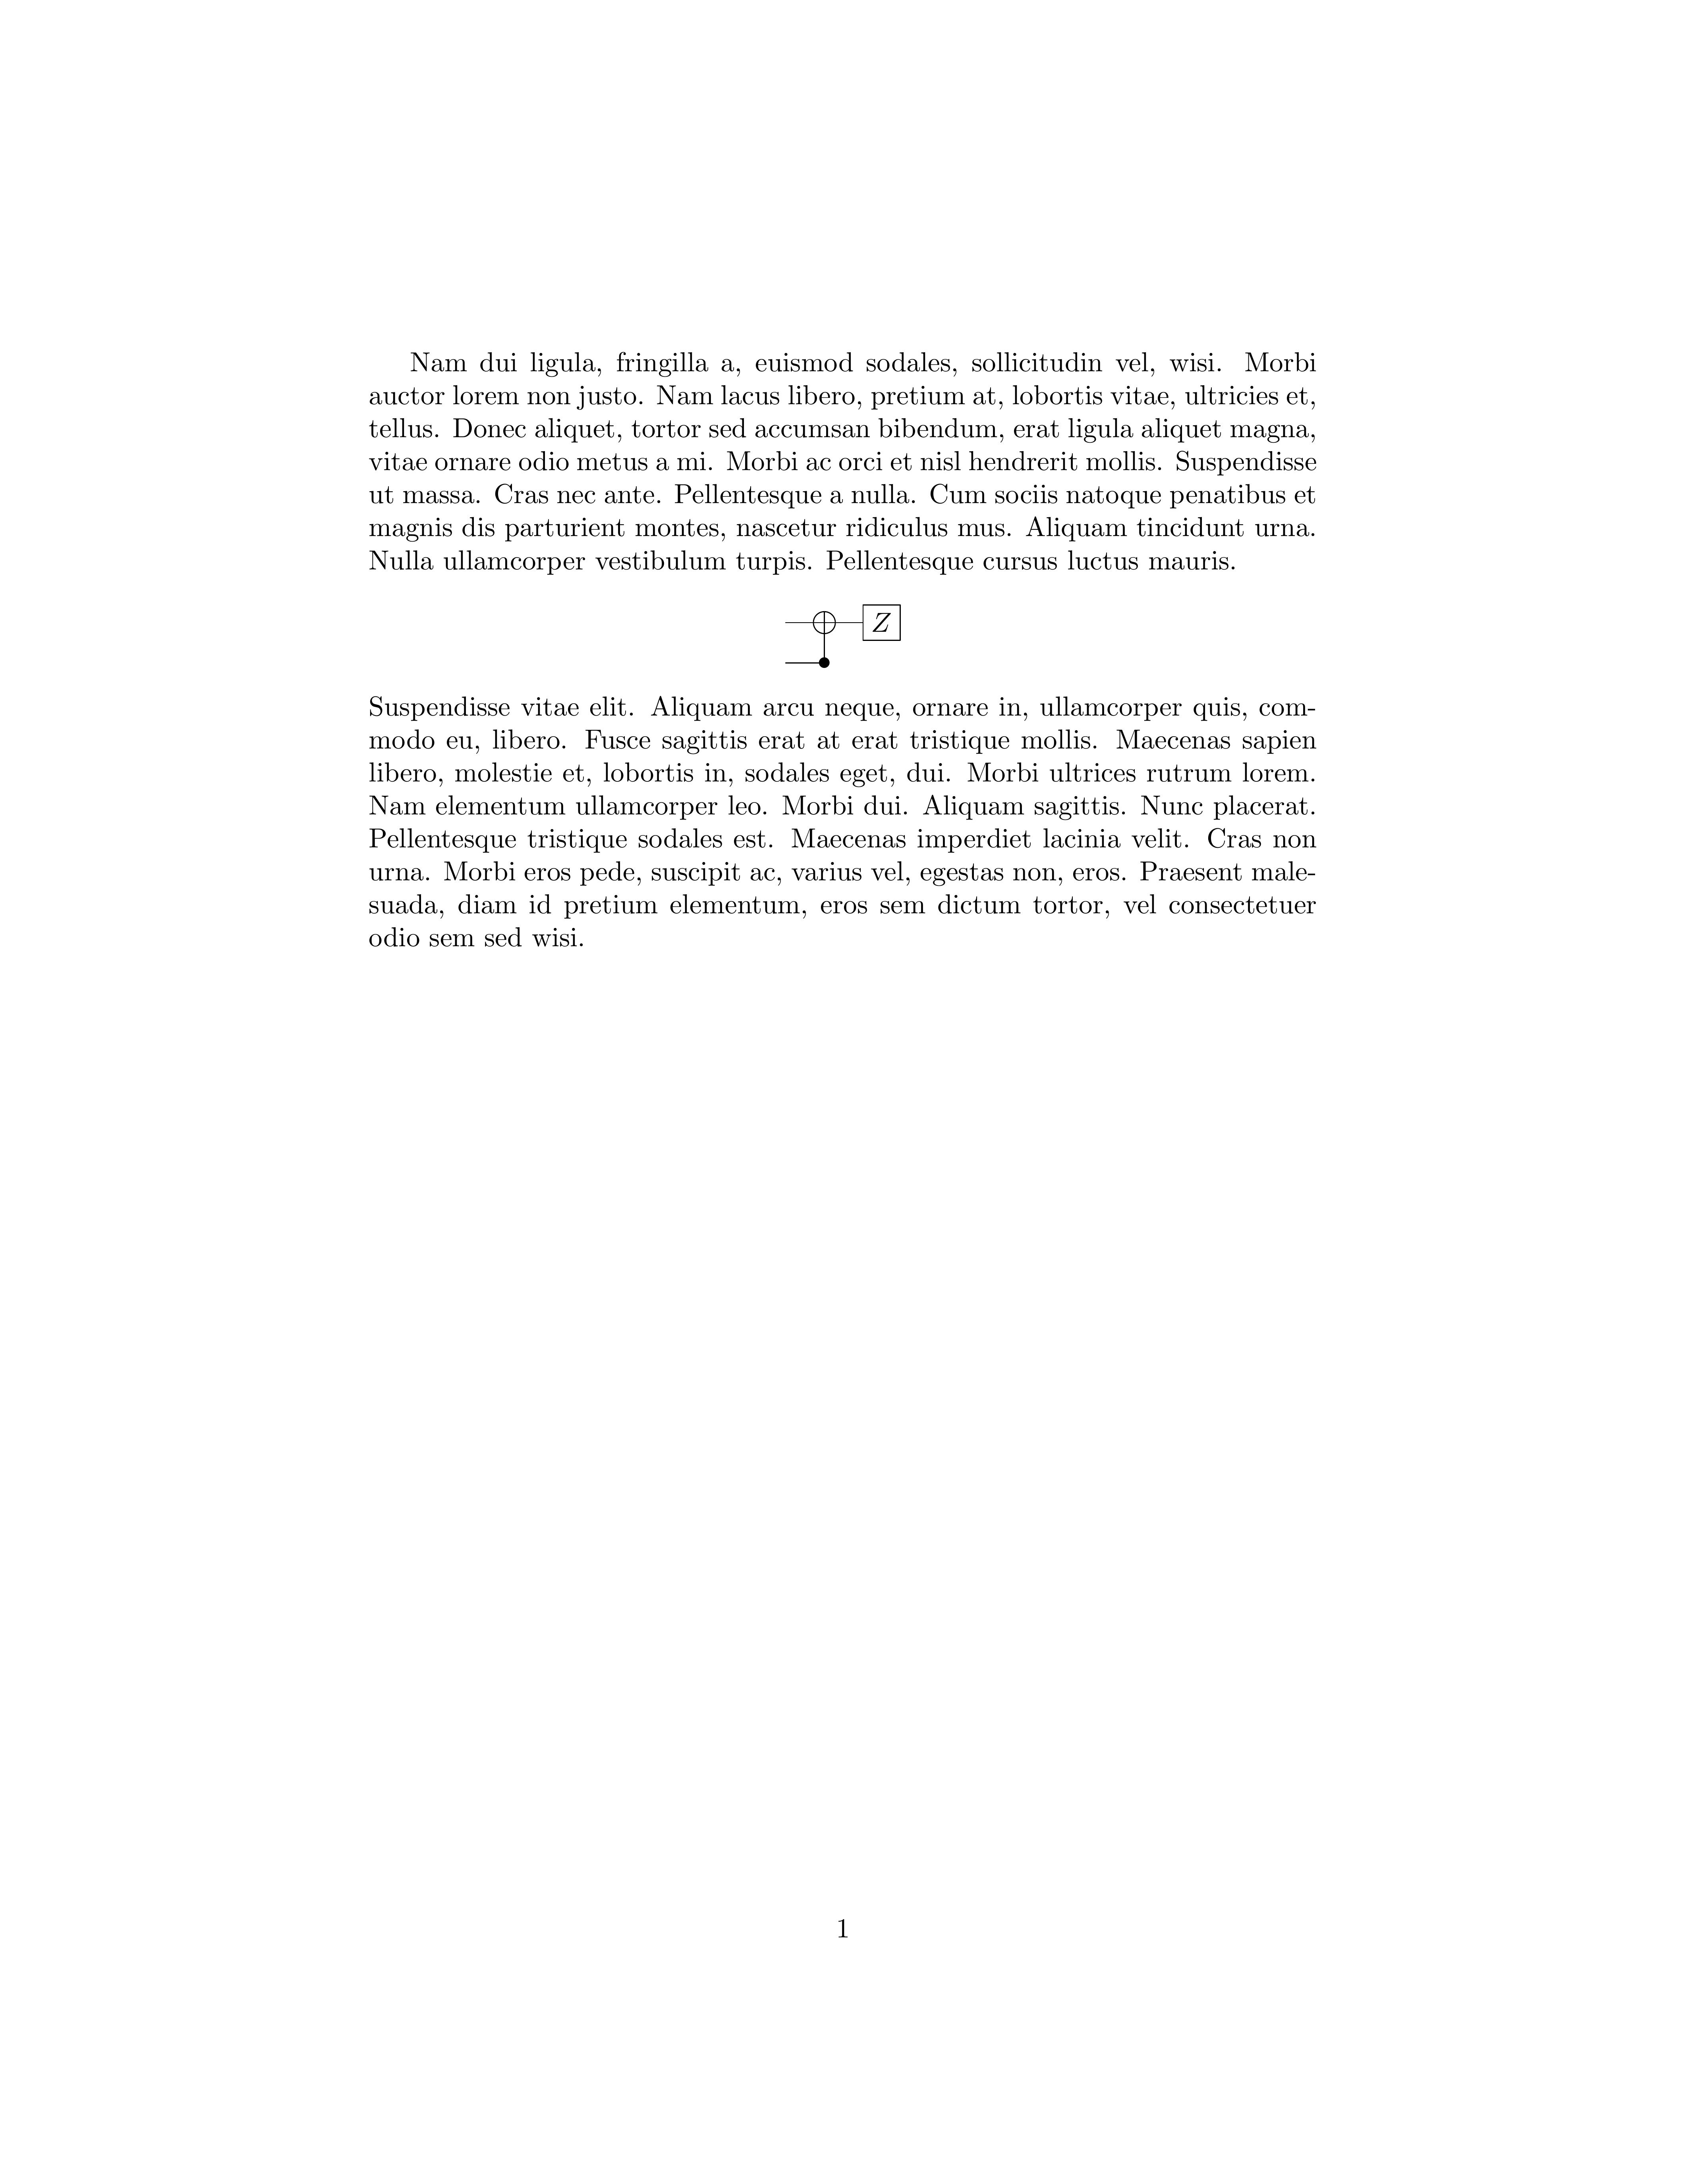 Nam dui ligula, fringilla a, euismod sodales, sollicitudin vel, wisi. Morbi
auctor lorem non justo. Nam lacus libero, pretium at, lobortis vitae, ultricies et,
tellus. Donec aliquet, tortor sed accumsan bibendum, erat ligula aliquet magna,
vitae ornare odio metus a mi. Morbi ac orci et nisl hendrerit mollis. Suspendisse
ut massa. Cras nec ante. Pellentesque a nulla. Cum sociis natoque penatibus et
magnis dis parturient montes, nascetur ridiculus mus. Aliquam tincidunt urna.
Nulla ullamcorper vestibulum turpis. Pellentesque cursus luctus mauris.
Z
Suspendisse vitae elit. Aliquam arcu neque, ornare in, ullamcorper quis, com-
modo eu, libero. Fusce sagittis erat at erat tristique mollis. Maecenas sapien
libero, molestie et, lobortis in, sodales eget, dui. Morbi ultrices rutrum lorem.
Nam elementum ullamcorper leo. Morbi dui. Aliquam sagittis. Nunc placerat.
Pellentesque tristique sodales est. Maecenas imperdiet lacinia velit. Cras non
urna. Morbi eros pede, suscipit ac, varius vel, egestas non, eros. Praesent male-
suada, diam id pretium elementum, eros sem dictum tortor, vel consectetuer
odio sem sed wisi.
1